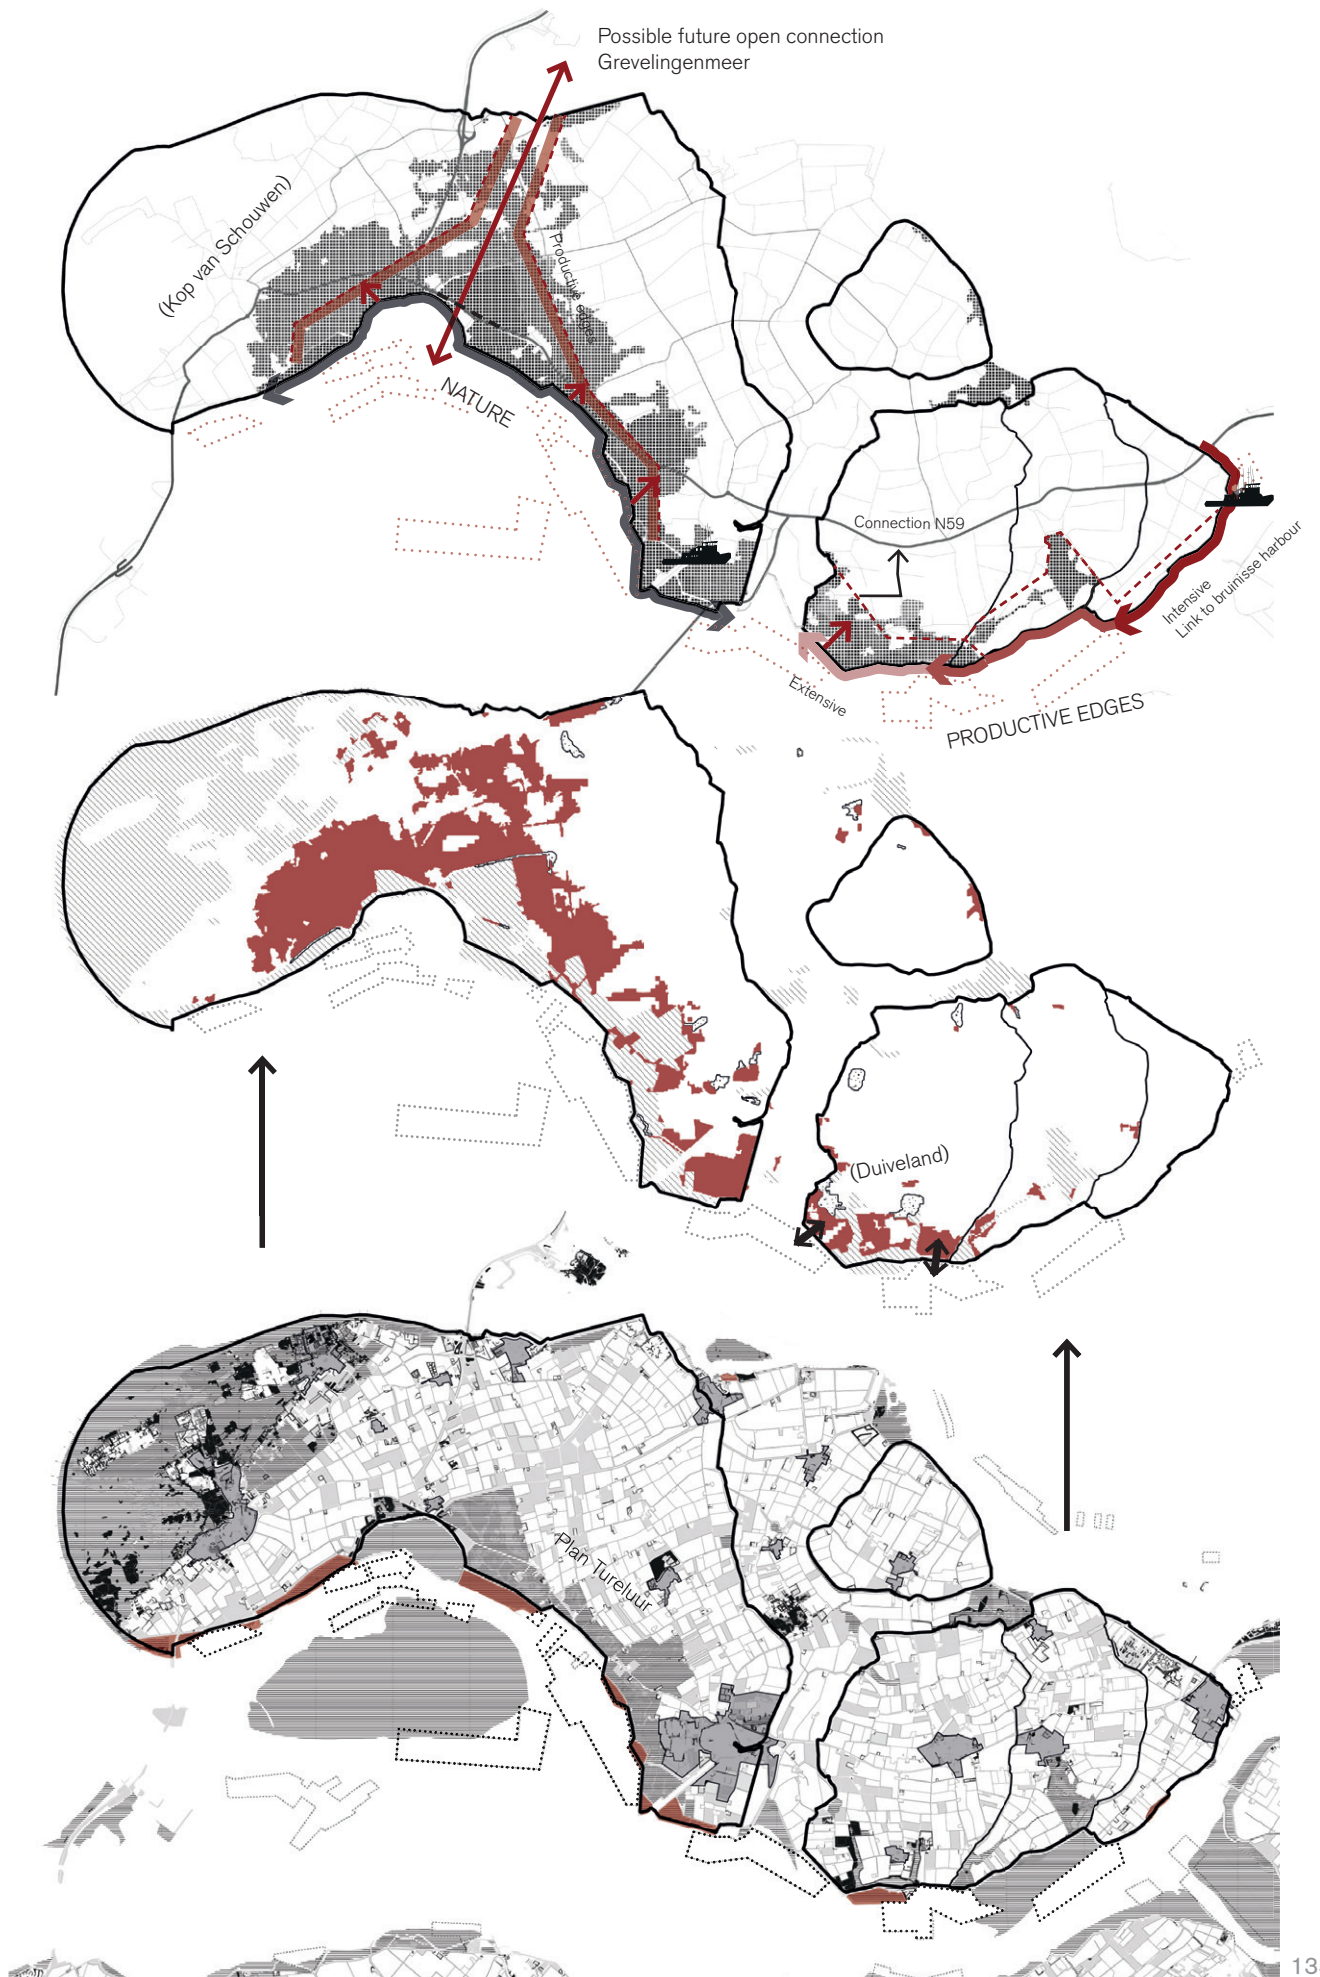 Possible future open connection
Grevelingenmeer
(Kop van Schouwen)
Productive edges
NATURE
Connection N59
Intensive
Link to bruinisse harbour
Extensive
PRODUCTIVE EDGES
(Duiveland)
Plan Tureluur
13